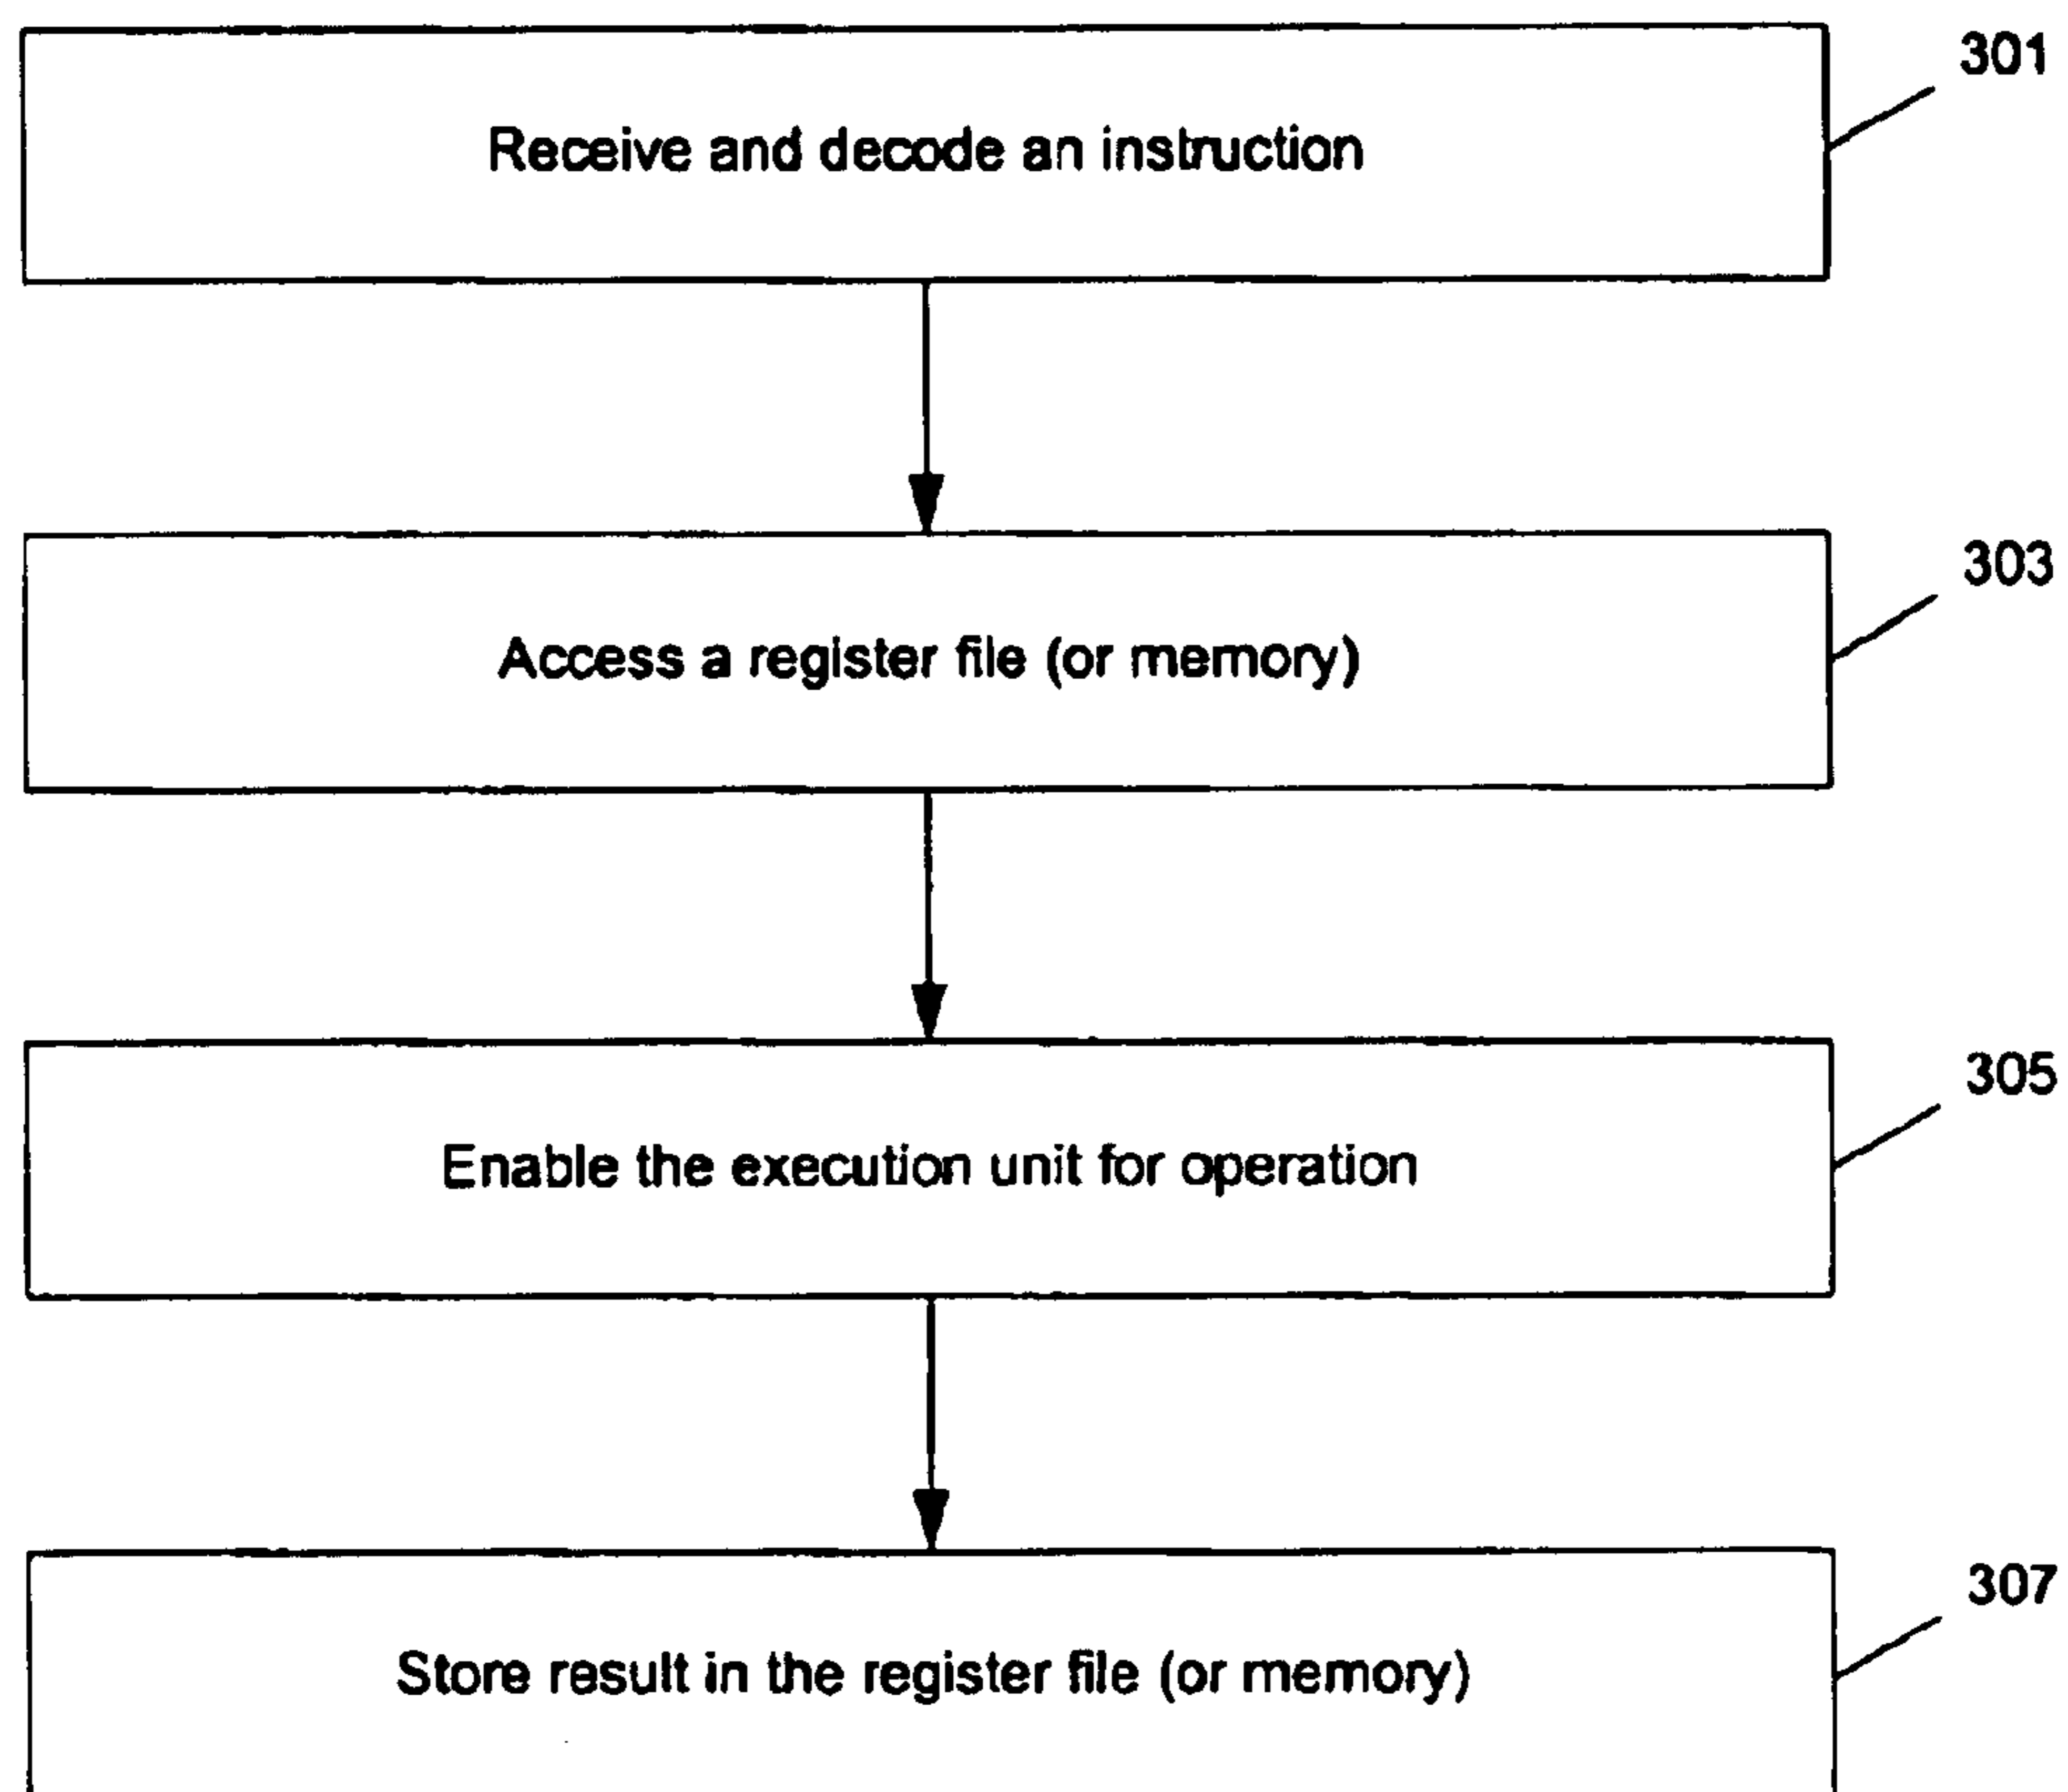 301
Receive and decode an instruction
303
Access a register file (or memory)
305
Enable the execution unit for operation
307
Store result in the register file (or memory)